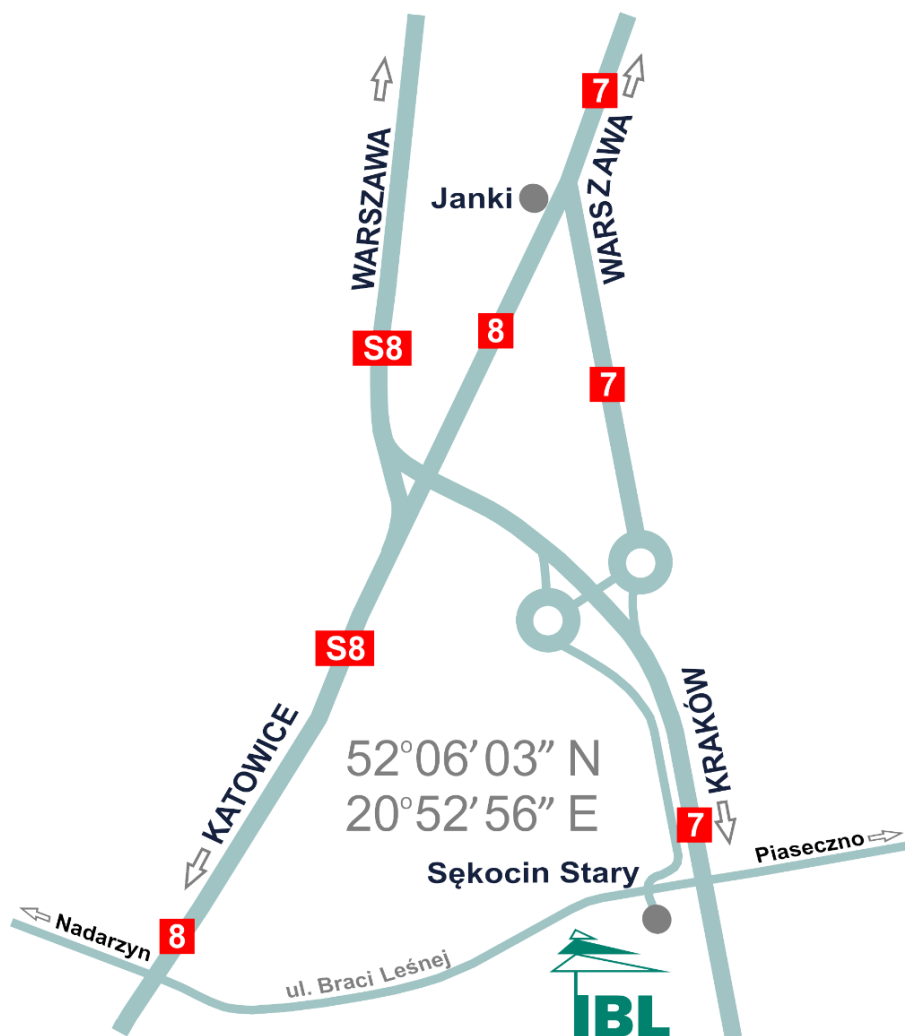 7
WARSZAWA
WARSZAWA
Janki
8
S8
7
S8
KATOWICE
KRAKÓW
52°06′03″ N
20°52′56″ E
7
Piaseczno
Sękocin Stary
Nadarzyn
8
ul. Braci Leśnej
IBL